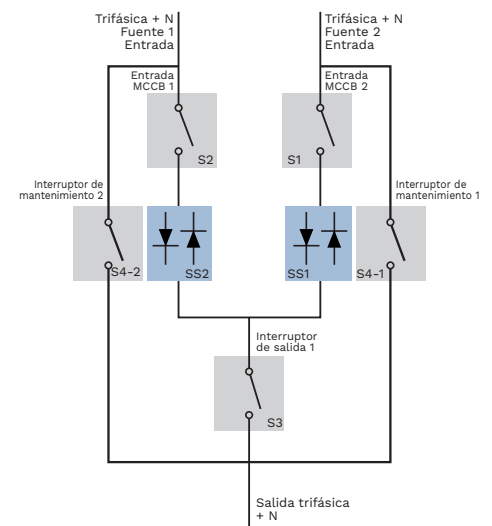 Trifásica + N
Fuente 1
Entrada
Trifásica + N
Fuente 2
Entrada
Entrada
MCCB 1
Entrada
MCCB 2
S2
S1
Interruptor de
mantenimiento 2
Interruptor de
mantenimiento 1
S4-2
SS2
SS1
S4-1
Interruptor
de salida 1
S3
Salida trifásica
+ N